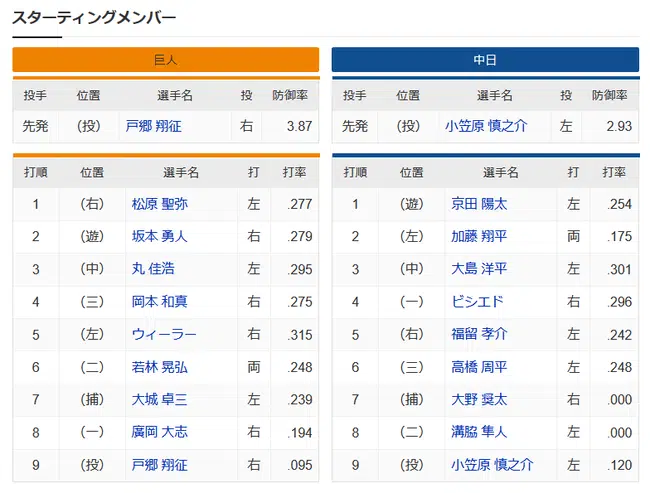 スターティングメンバー
巨人
投手 位置 選手名 投 防御率
先発 （投） 戸郷 翔征 右 3.87
打順 位置 選手名 打 打率
1 （右） 松原 聖弥 左 .277
2 （遊） 坂本 勇人 右 .279
3 （中） 丸 佳浩 左 .295
4 （三） 岡本 和真 右 .275
5 （左） ウィーラー 右 .315
6 （二） 若林 晃弘 両 .248
7 （捕） 大城 卓三 左 .239
8 （一） 廣岡 大志 右 .194
9 （投） 戸郷 翔征 右 .095
中日
投手 位置 選手名 投 防御率
先発 （投） 小笠原 慎之介 左 2.93
打順 位置 選手名 打 打率
1 （遊） 京田 陽太 左 .254
2 （左） 加藤 翔平 両 .175
3 （中） 大島 洋平 左 .301
4 （一） ビシエド 右 .296
5 （右） 福留 孝介 左 .242
6 （三） 高橋 周平 左 .248
7 （捕） 大野 奨太 右 .000
8 （二） 溝脇 隼人 左 .000
9 （投） 小笠原 慎之介 左 .120